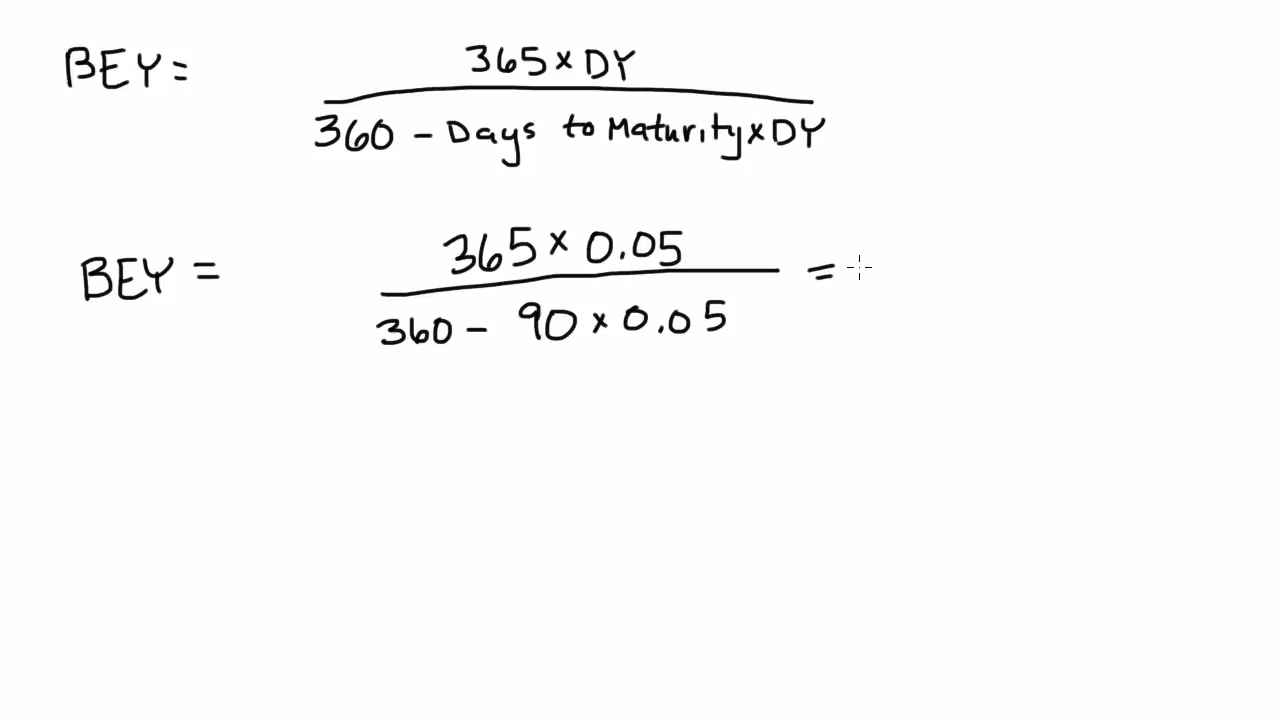 BEY = 365 × DY
360 - Days to Maturity × DY
BEY = 365 × 0.05 =
360 - 90 × 0.05